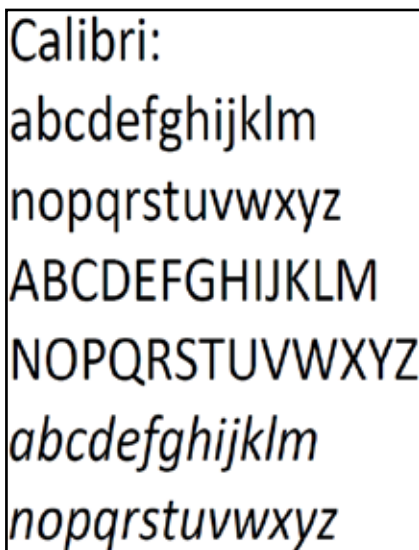 Calibri:
abcdefghijklm
nopqrstuvwxyz
ABCDEFGHIJKLM
NOPQRSTUVWXYZ
abcdefghijklm
nopqrstuvwxyz